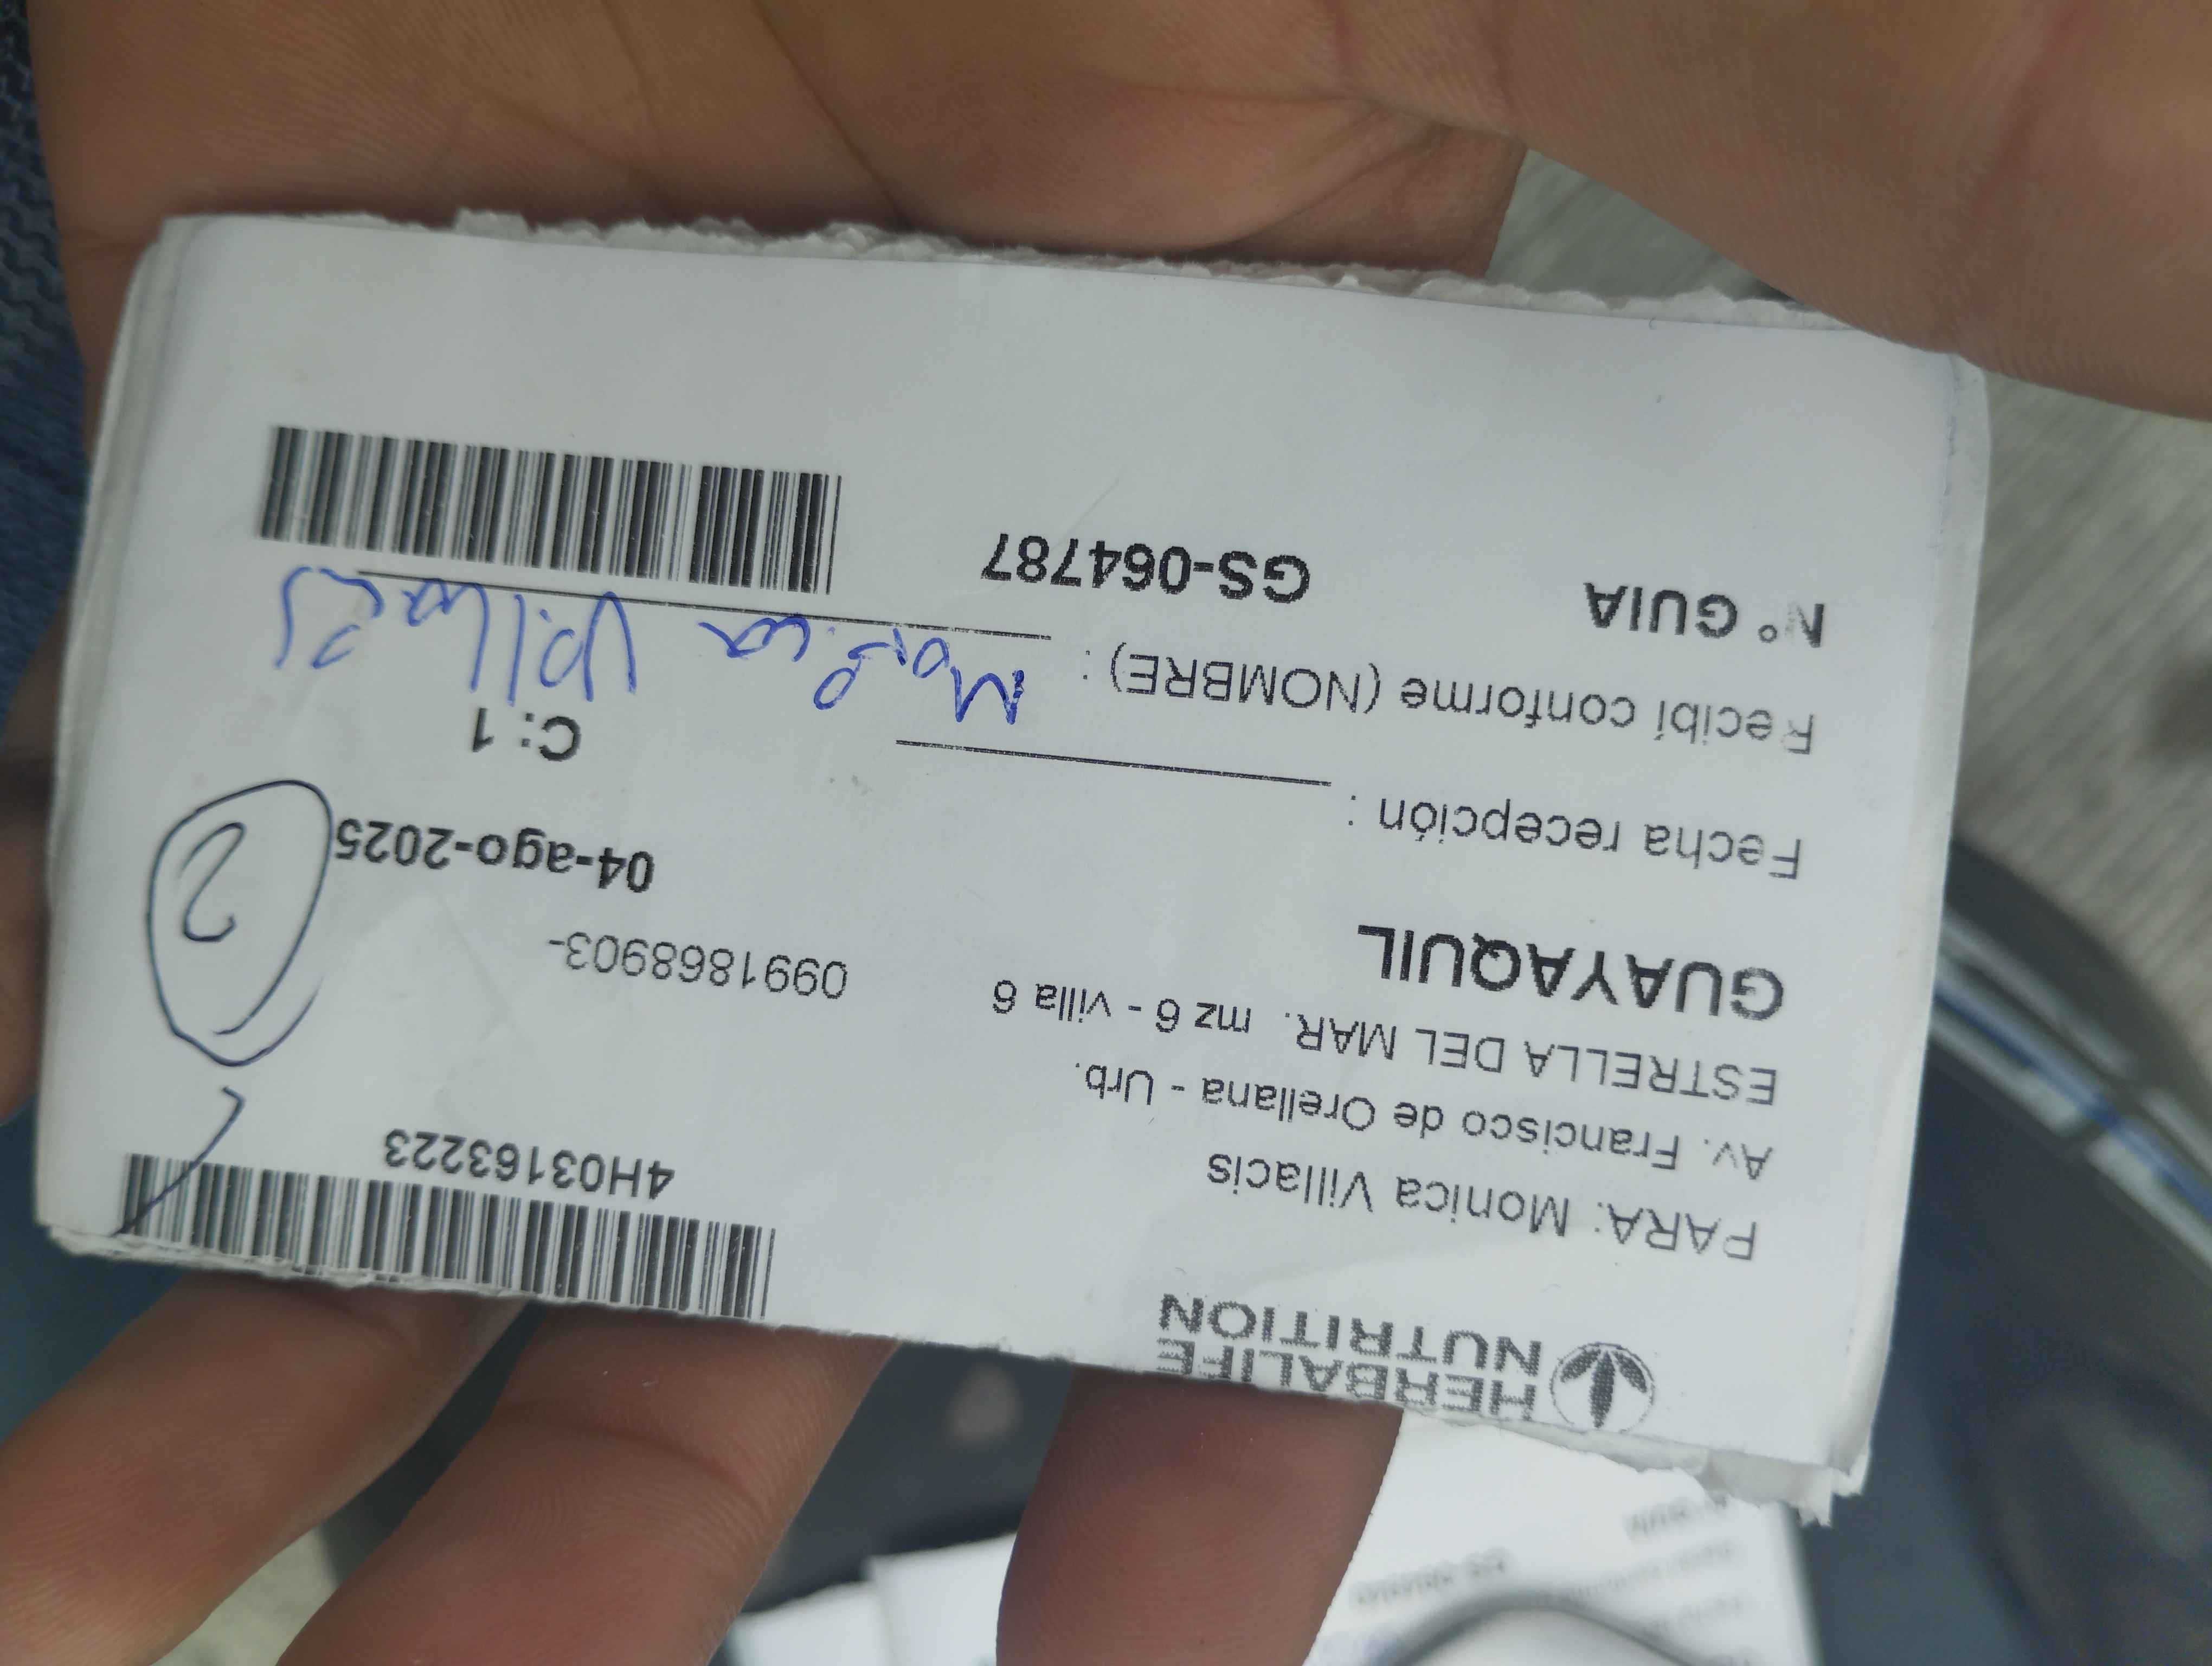 HERBALIFE
NUTRITION
PARA: Monica Villacis
4H03163223
Av. Francisco de Orellana - Urb.
ESTRELLA DEL MAR. mz 6 - villa 6
0991868903-
GUAYAQUIL
04-ago-2025
2
Fecha recepción :
C: 1
Recibí conforme (NOMBRE) : Monica Villacis
N° GUIA
GS-064787